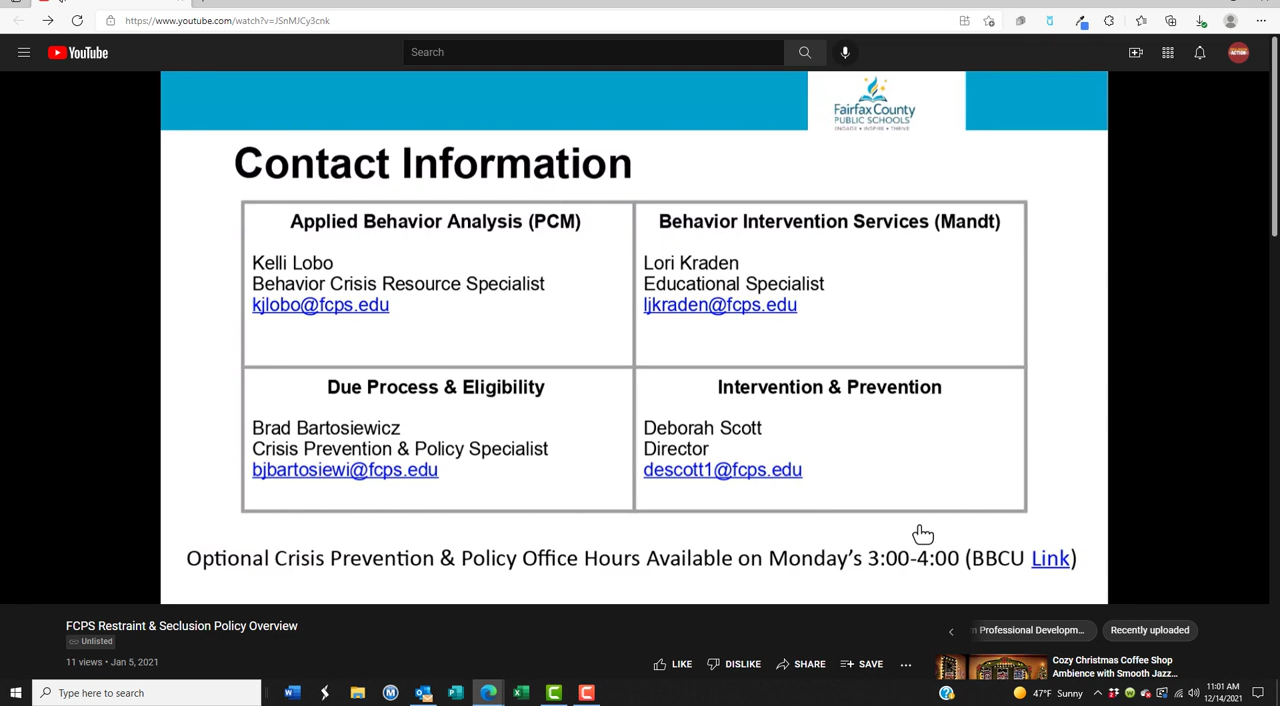 https://www.youtube.com/watch?v=JSnMJCy3cnk
YouTube
Search
Fairfax County
PUBLIC SCHOOLS
ENGAGE • INSPIRE • THRIVE
Contact Information
Applied Behavior Analysis (PCM)
Kelli Lobo
Behavior Crisis Resource Specialist
kjlobo@fcps.edu
Behavior Intervention Services (Mandt)
Lori Kraden
Educational Specialist
ljkraden@fcps.edu
Due Process & Eligibility
Brad Bartosiewicz
Crisis Prevention & Policy Specialist
bjbartosiewi@fcps.edu
Intervention & Prevention
Deborah Scott
Director
descott1@fcps.edu
Optional Crisis Prevention & Policy Office Hours Available on Monday's 3:00-4:00 (BBCU Link)
FCPS Restraint & Seclusion Policy Overview
Unlisted
11 views • Jan 5, 2021
LIKE DISLIKE SHARE SAVE
Professional Developm... Recently uploaded
Cozy Christmas Coffee Shop
Ambience with Smooth Jazz...
Type here to search
47°F Sunny
11:01 AM
12/14/2021